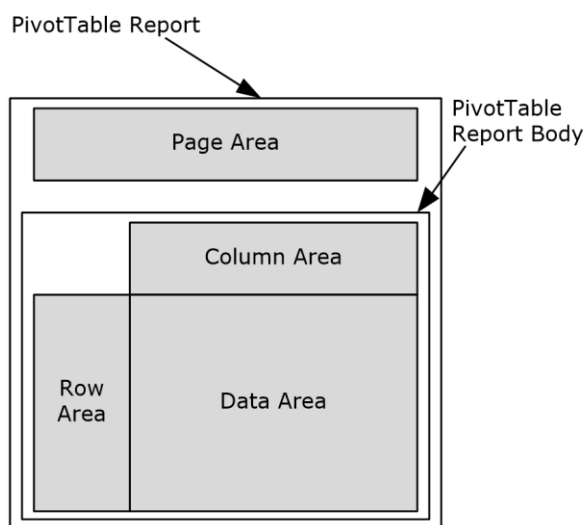 PivotTable Report
PivotTable
Report Body
Page Area
Column Area
Row
Area
Data Area